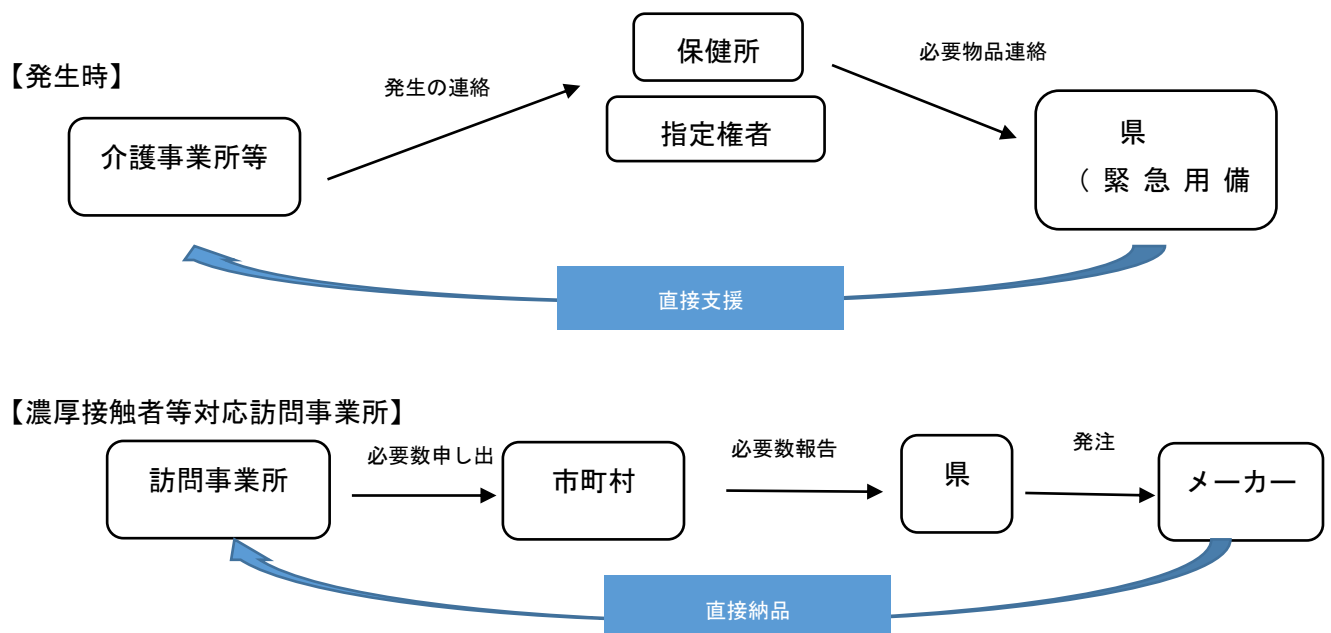 【発生時】
介護事業所等
発生の連絡
保健所
指定権者
必要物品連絡
県
（緊急用備
直接支援
【濃厚接触者等対応訪問事業所】
訪問事業所
必要数申し出
市町村
必要数報告
県
発注
メーカー
直接納品